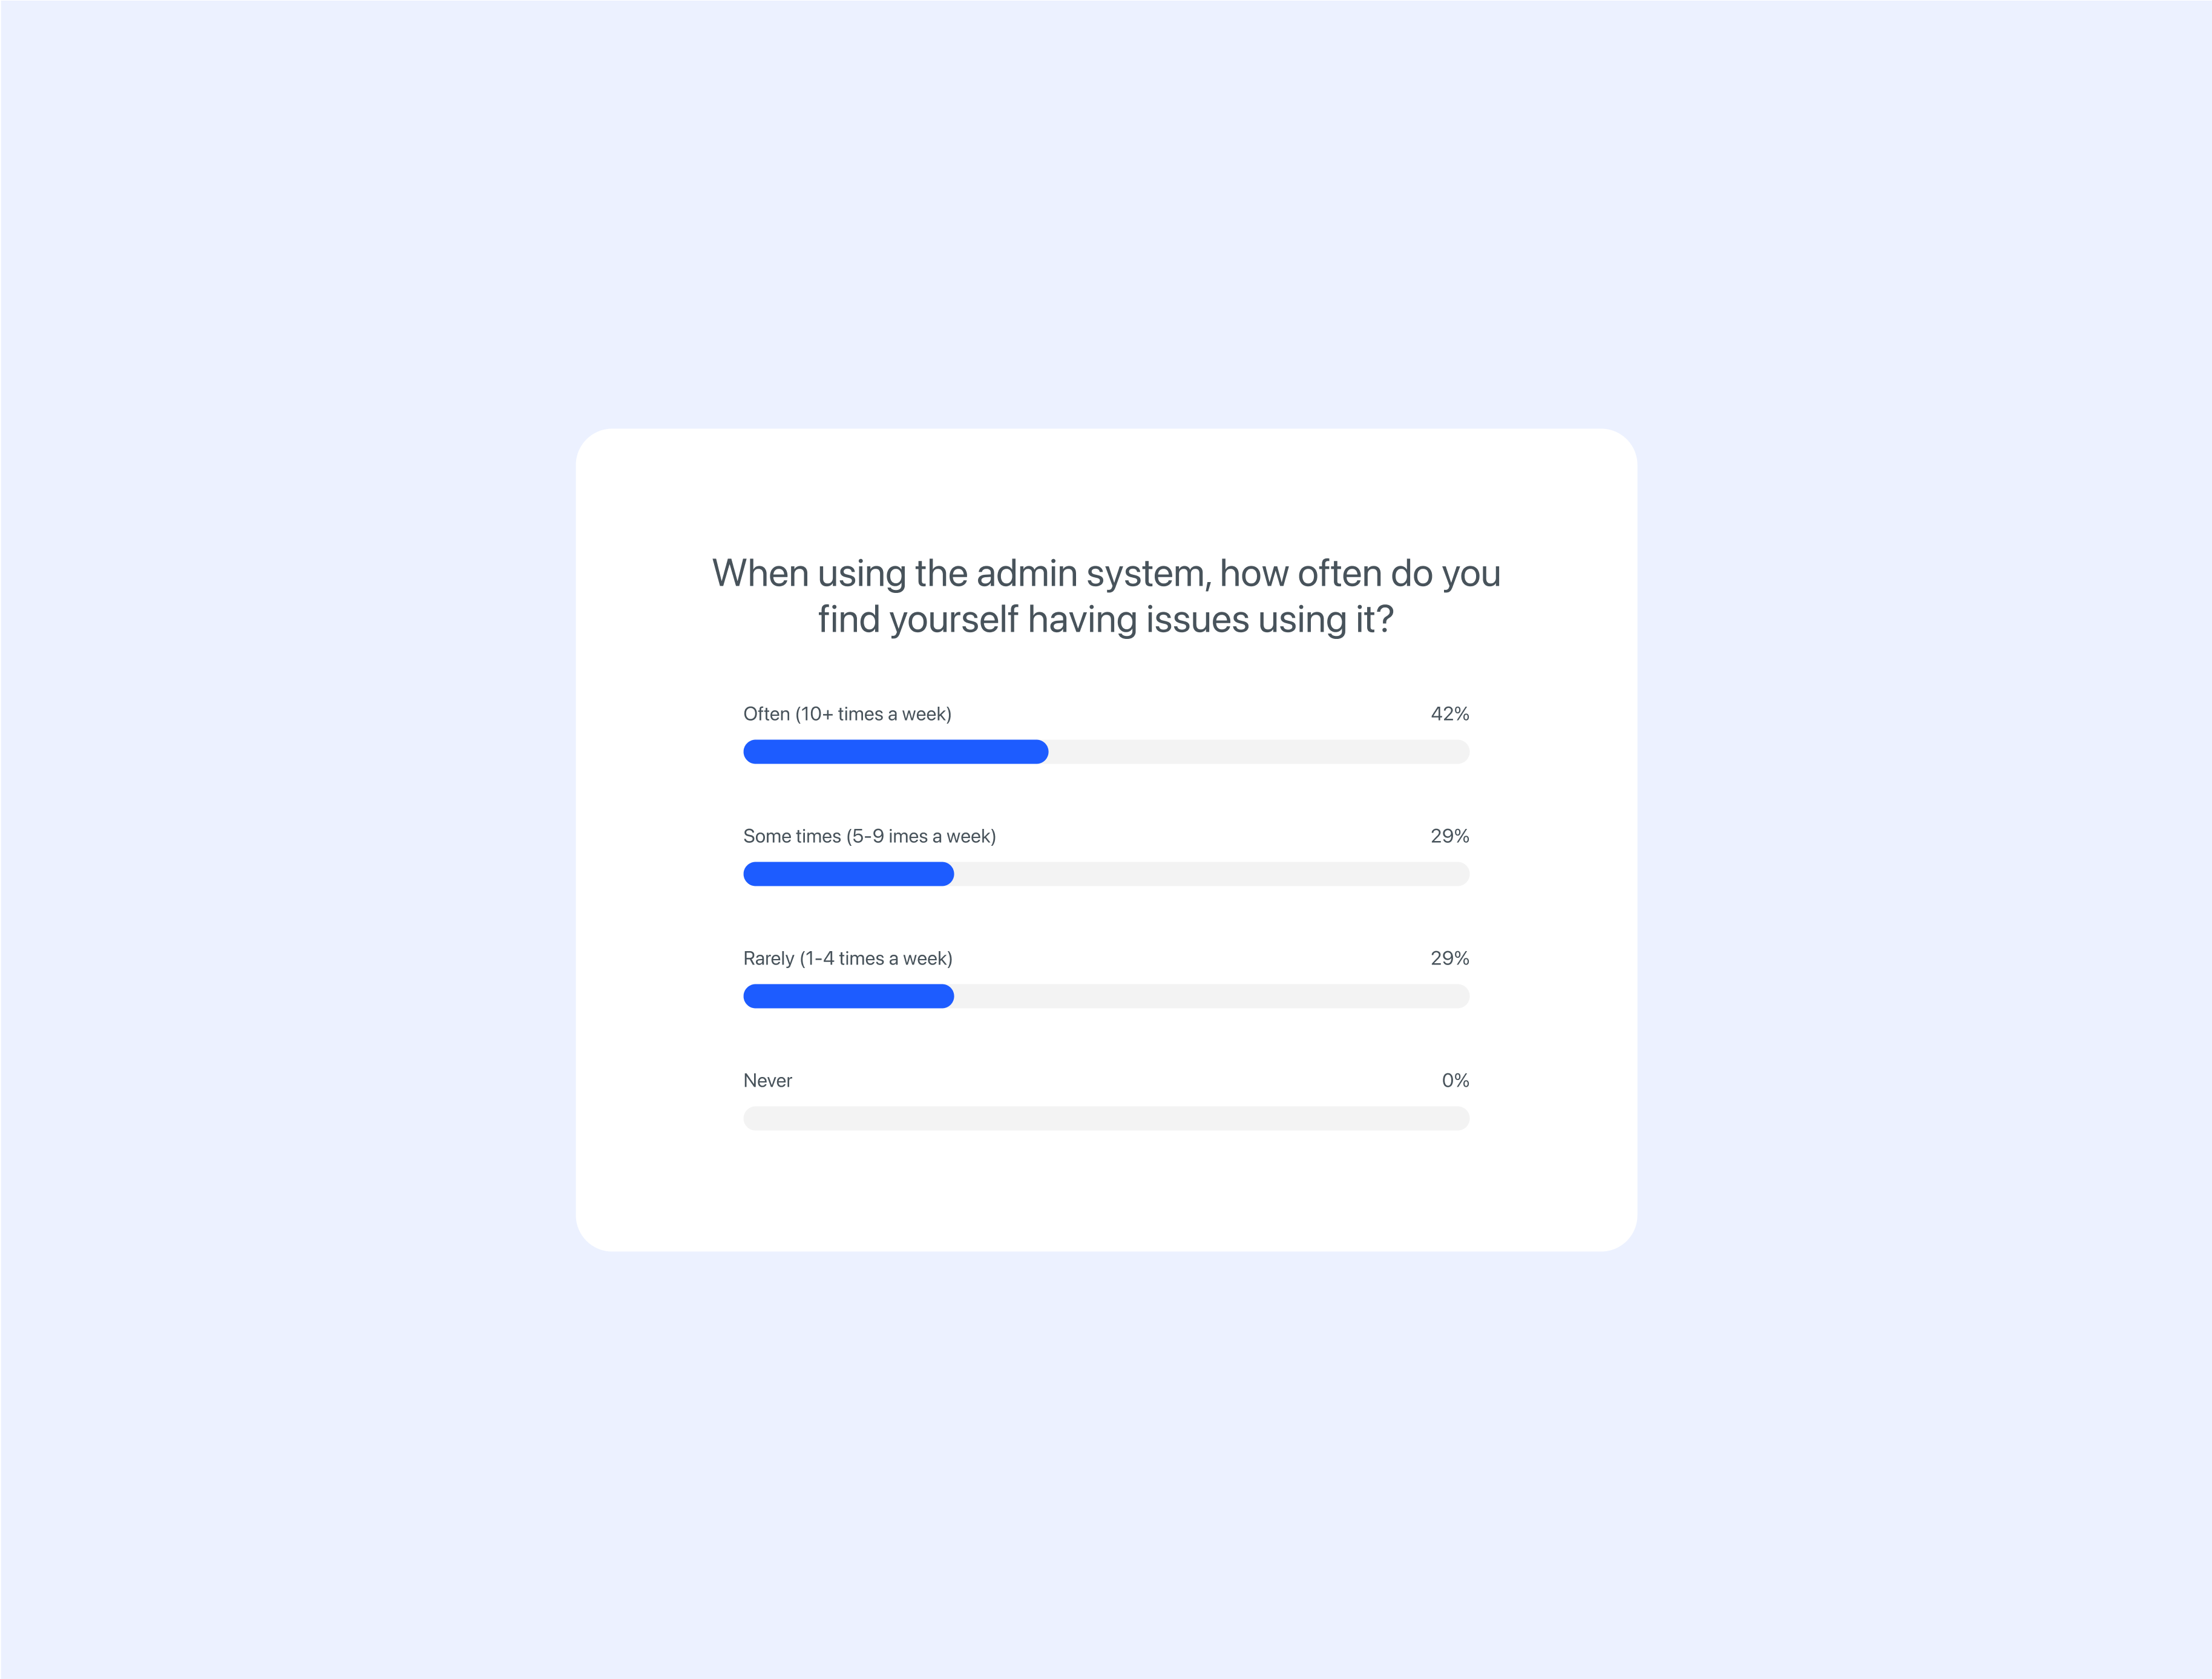 When using the admin system, how often do you
find yourself having issues using it?
Often (10+ times a week) 42%
Some times (5-9 imes a week) 29%
Rarely (1-4 times a week) 29%
Never 0%